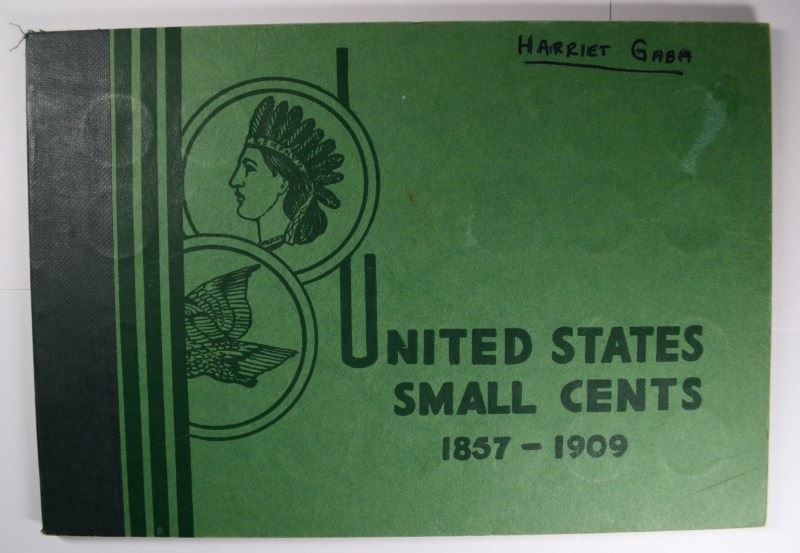 HARRIET GABA
UNITED STATES
SMALL CENTS
1857-1909